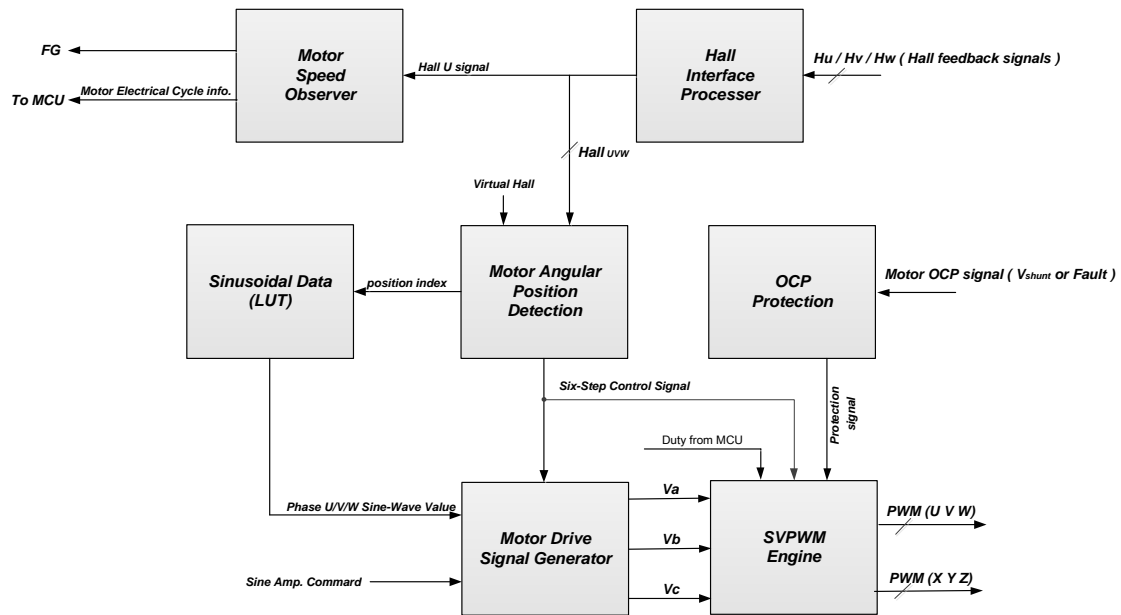 FG
To MCU
Motor Electrical Cycle info.
Motor
Speed
Observer
Hall U signal
Hall
Interface
Processer
Hu / Hv / Hw ( Hall feedback signals )
Hall UVW
Virtual Hall
Sinusoidal Data
(LUT)
position index
Motor Angular
Position
Detection
OCP
Protection
Motor OCP signal ( Vshunt or Fault )
Six-Step Control Signal
Protection
signal
Duty from MCU
Phase U/V/W Sine-Wave Value
Sine Amp. Commard
Motor Drive
Signal Generator
Va
Vb
Vc
SVPWM
Engine
PWM (U V W)
PWM (X Y Z)